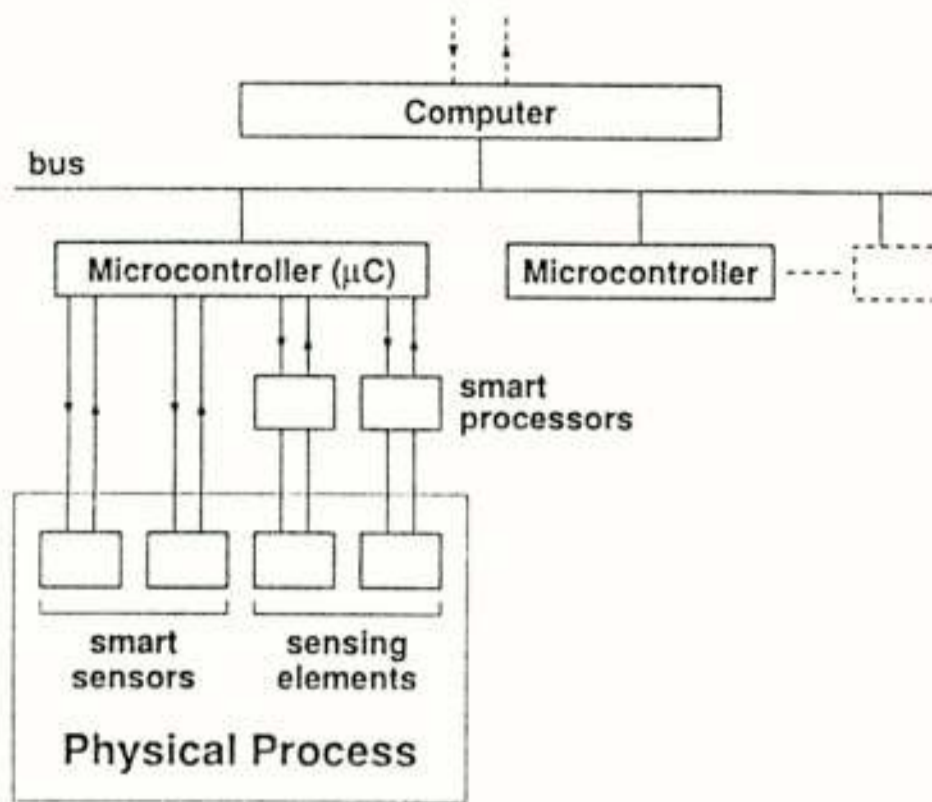 Computer
bus
Microcontroller (μC)
Microcontroller
smart
processors
smart
sensors
sensing
elements
Physical Process